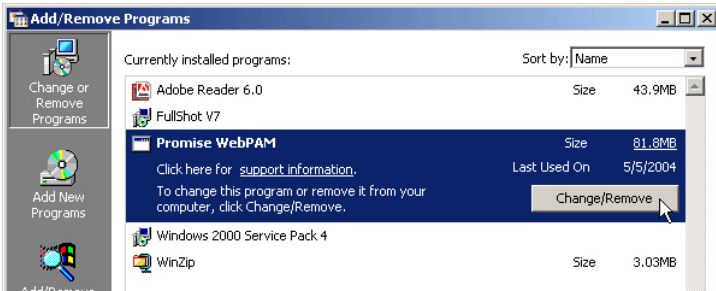 Add/Remove Programs
Change or
Remove
Programs
Add New
Programs
Add/Remove
Currently installed programs:
Sort by: Name
Adobe Reader 6.0 Size 43.9MB
FullShot V7
Promise WebPAM Size 81.8MB
Click here for support information. Last Used On 5/5/2004
To change this program or remove it from your
computer, click Change/Remove.
Change/Remove
Windows 2000 Service Pack 4
WinZip Size 3.03MB